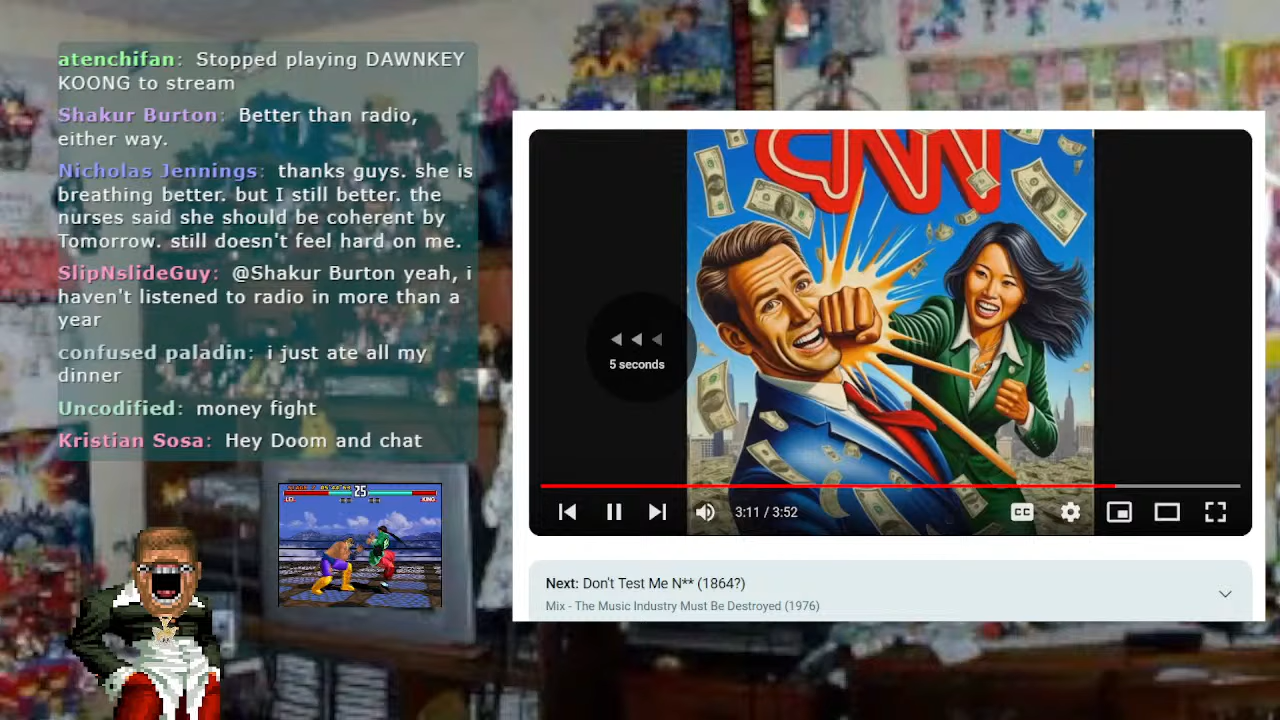 atenchifan: Stopped playing DAWNKEY
KOONG to stream
Shakur Burton: Better than radio,
either way.
Nicholas Jennings: thanks guys. she is
breathing better. but I still better. the
nurses said she should be coherent by
Tomorrow. still doesn't feel hard on me.
SlipNslideGuy: @Shakur Burton yeah, i
haven't listened to radio in more than a
year
confused paladin: i just ate all my
dinner
Uncodified: money fight
Kristian Sosa: Hey Doom and chat
25
LEI
KING
CNN
5 seconds
3:11 / 3:52
CC
Next: Don't Test Me N** (1864?)
Mix - The Music Industry Must Be Destroyed (1976)